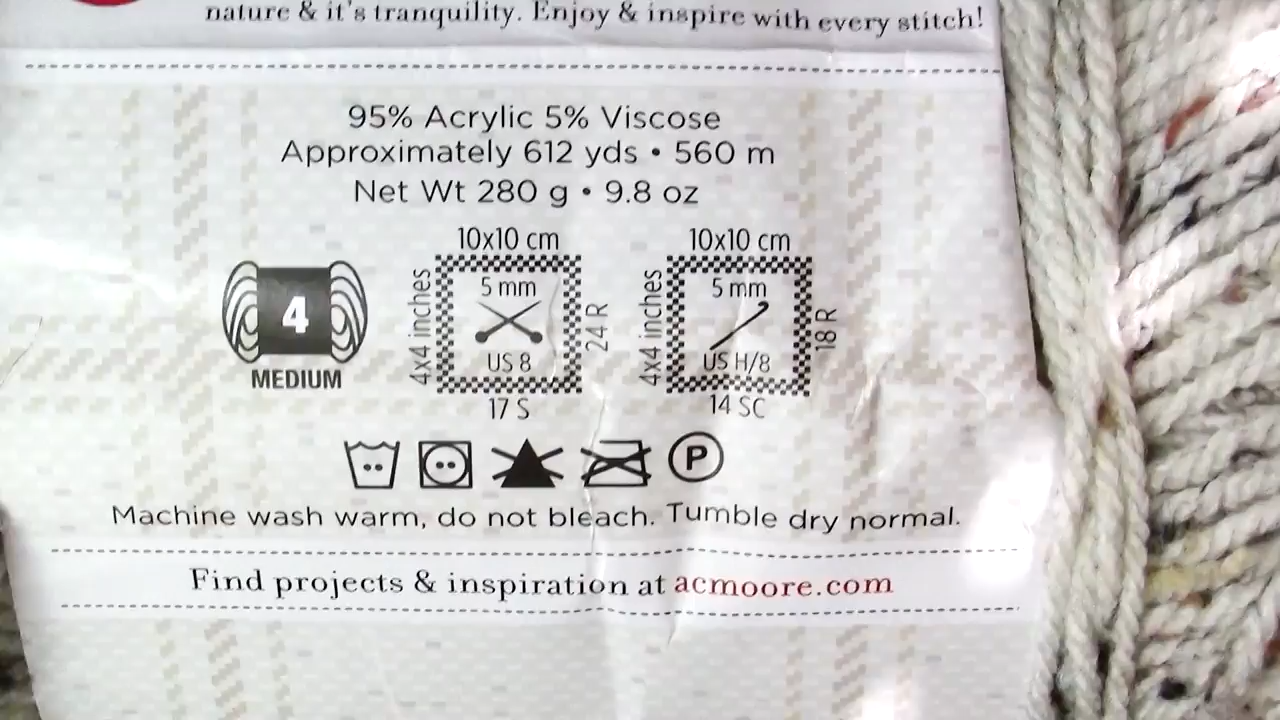 nature & it's tranquility. Enjoy & inspire with every stitch!
95% Acrylic 5% Viscose
Approximately 612 yds • 560 m
Net Wt 280 g • 9.8 oz
4
MEDIUM
10x10 cm
4x4 inches
5 mm
US 8
24 R
17 S
10x10 cm
4x4 inches
5 mm
US H/8
18 R
14 SC
P
Machine wash warm, do not bleach. Tumble dry normal.
Find projects & inspiration at acmoore.com